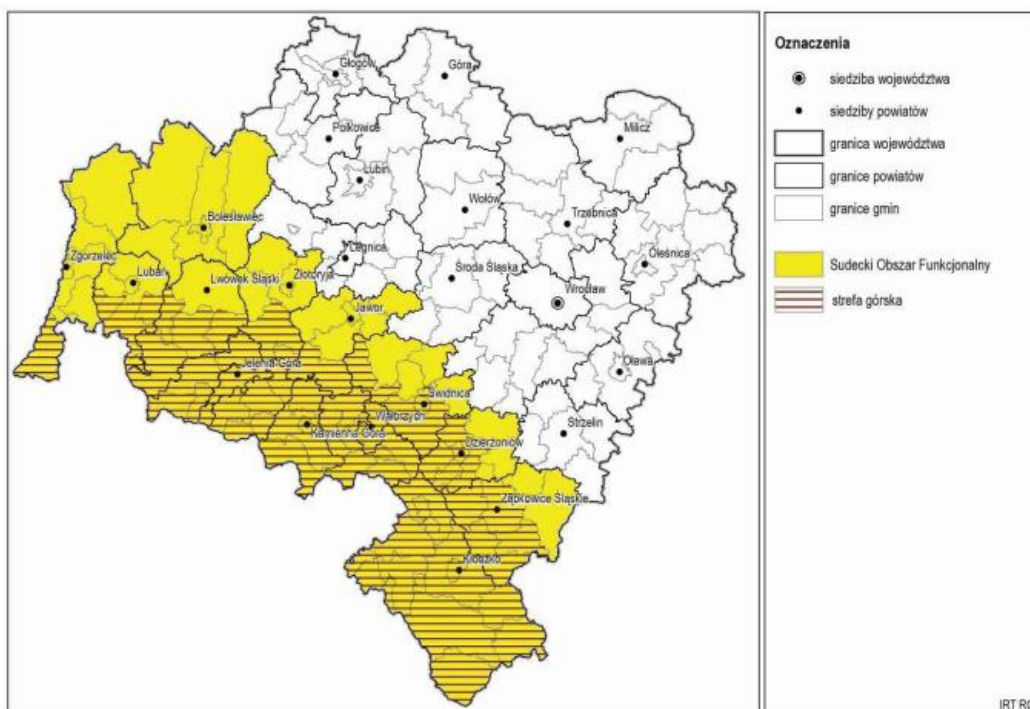 Głogów
Góra
Polkowice
Milicz
Lubin
Wołów
Trzebnica
Bolesławiec
Legnica
Oleśnica
Zgorzelec
Lubań
Lwówek Śląski
Złotoryja
Środa Śląska
Wrocław
Jawor
Jelenia Góra
Oława
Świdnica
Wałbrzych
Kamienna Góra
Strzelin
Dzierżoniów
Ząbkowice Śląskie
Kłodzko
Oznaczenia
siedziba województwa
siedziby powiatów
granica województwa
granice powiatów
granice gmin
Sudecki Obszar Funkcjonalny
strefa górska